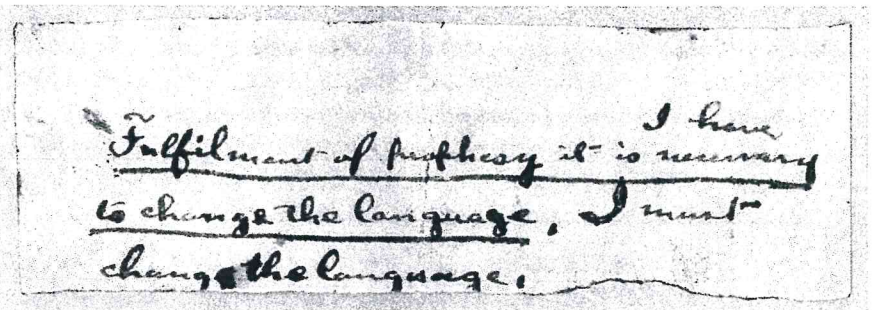 I have
Fulfilment of prophesy it is necessary
to change the language, I must
change the language.